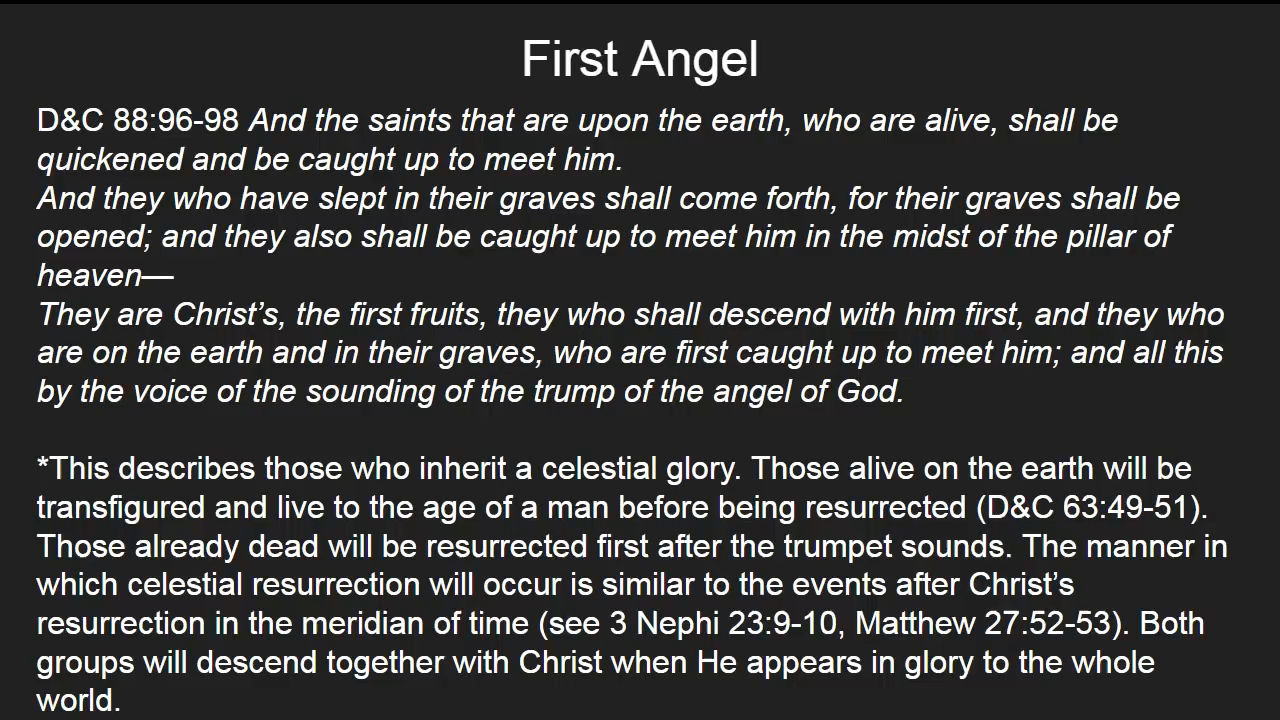 First Angel
D&C 88:96-98 And the saints that are upon the earth, who are alive, shall be
quickened and be caught up to meet him.
And they who have slept in their graves shall come forth, for their graves shall be
opened; and they also shall be caught up to meet him in the midst of the pillar of
heaven—
They are Christ’s, the first fruits, they who shall descend with him first, and they who
are on the earth and in their graves, who are first caught up to meet him; and all this
by the voice of the sounding of the trump of the angel of God.
*This describes those who inherit a celestial glory. Those alive on the earth will be
transfigured and live to the age of a man before being resurrected (D&C 63:49-51).
Those already dead will be resurrected first after the trumpet sounds. The manner in
which celestial resurrection will occur is similar to the events after Christ’s
resurrection in the meridian of time (see 3 Nephi 23:9-10, Matthew 27:52-53). Both
groups will descend together with Christ when He appears in glory to the whole
world.